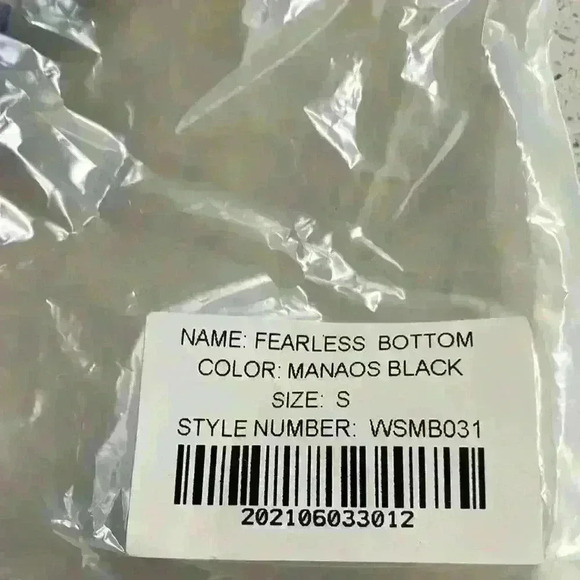 NAME: FEARLESS BOTTOM
COLOR: MANAOS BLACK
SIZE: S
STYLE NUMBER: WSMB031
202106033012